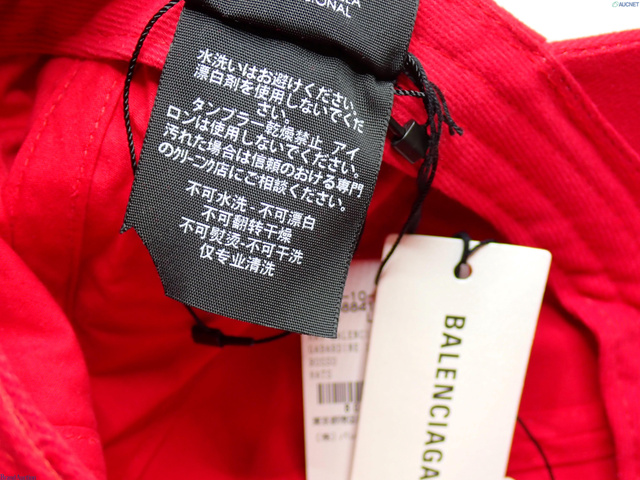 SIONAL
水洗いはお避けください。
漂白剤を使用しないでくだ
さい。
タンブラー乾燥禁止 アイ
ロンは使用しないでください。
汚れた場合は信頼のおける専門
のクリーニング店にご相談ください。
不可水洗-不可漂白
不可翻转干燥
不可熨烫-不可干洗
仅专业清洗
BALENCIAGA
GABARDINE
AUCNET